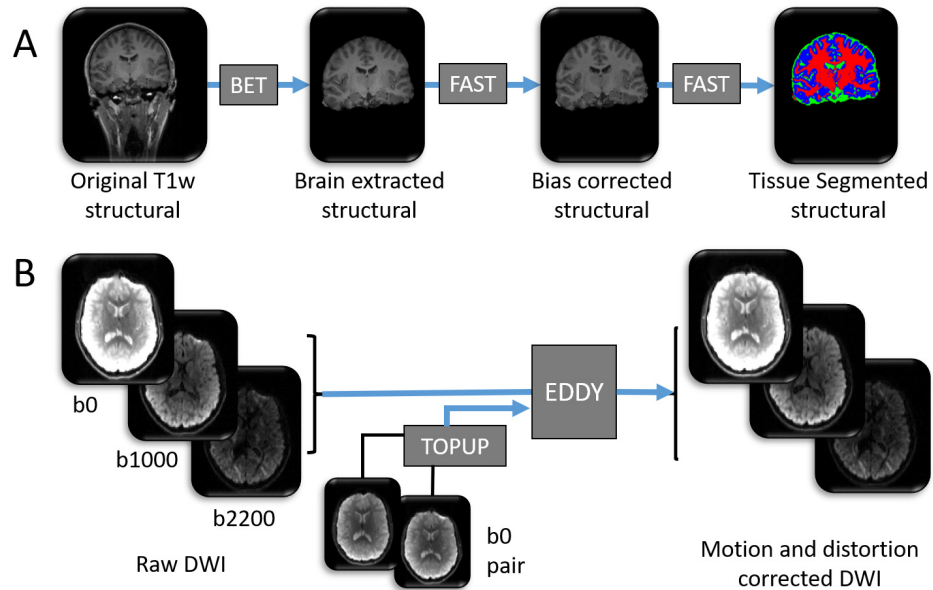 A
BET
FAST
FAST
Original T1w
structural
Brain extracted
structural
Bias corrected
structural
Tissue Segmented
structural
B
b0
b1000
b2200
Raw DWI
EDDY
TOPUP
b0
pair
Motion and distortion
corrected DWI